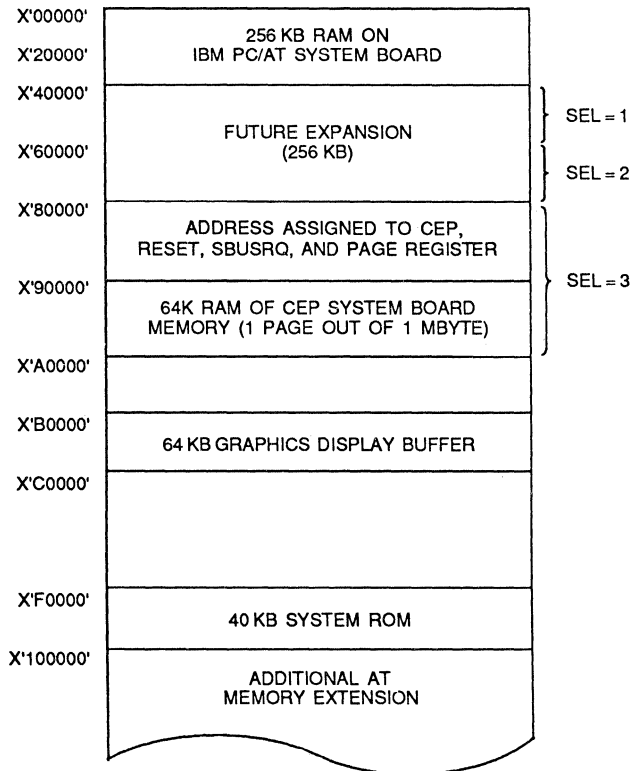 X'00000'
256 KB RAM ON
X'20000'
IBM PC/AT SYSTEM BOARD
X'40000'
SEL = 1
FUTURE EXPANSION
(256 KB)
X'60000'
SEL = 2
X'80000'
ADDRESS ASSIGNED TO CEP,
RESET, SBUSRQ, AND PAGE REGISTER
SEL = 3
X'90000'
64K RAM OF CEP SYSTEM BOARD
MEMORY (1 PAGE OUT OF 1 MBYTE)
X'A0000'
X'B0000'
64 KB GRAPHICS DISPLAY BUFFER
X'C0000'
X'F0000'
40 KB SYSTEM ROM
X'100000'
ADDITIONAL AT
MEMORY EXTENSION